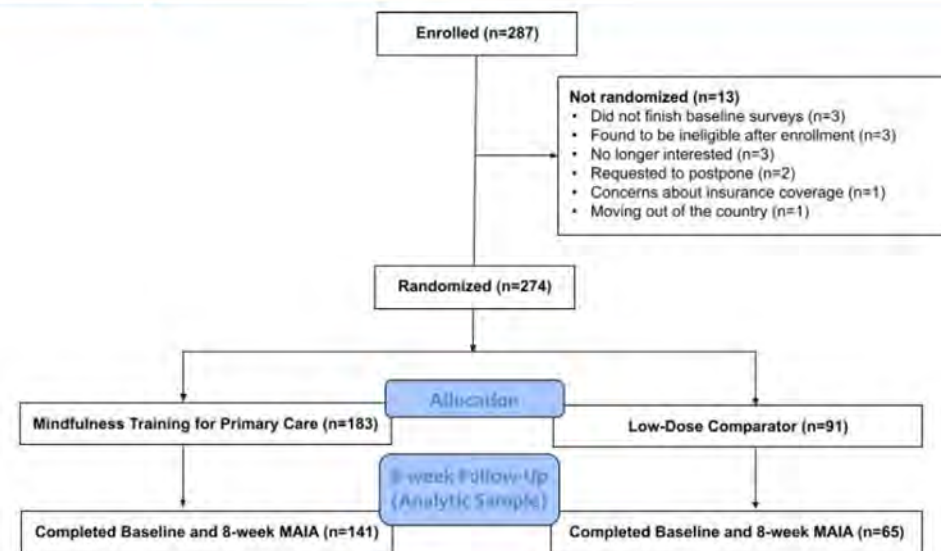 Enrolled (n=287)
Not randomized (n=13)
• Did not finish baseline surveys (n=3)
• Found to be ineligible after enrollment (n=3)
• No longer interested (n=3)
• Requested to postpone (n=2)
• Concerns about insurance coverage (n=1)
• Moving out of the country (n=1)
Randomized (n=274)
Allocation
Mindfulness Training for Primary Care (n=183)
Low-Dose Comparator (n=91)
8-week Follow-Up
(Analytic Sample)
Completed Baseline and 8-week MAIA (n=141)
Completed Baseline and 8-week MAIA (n=65)